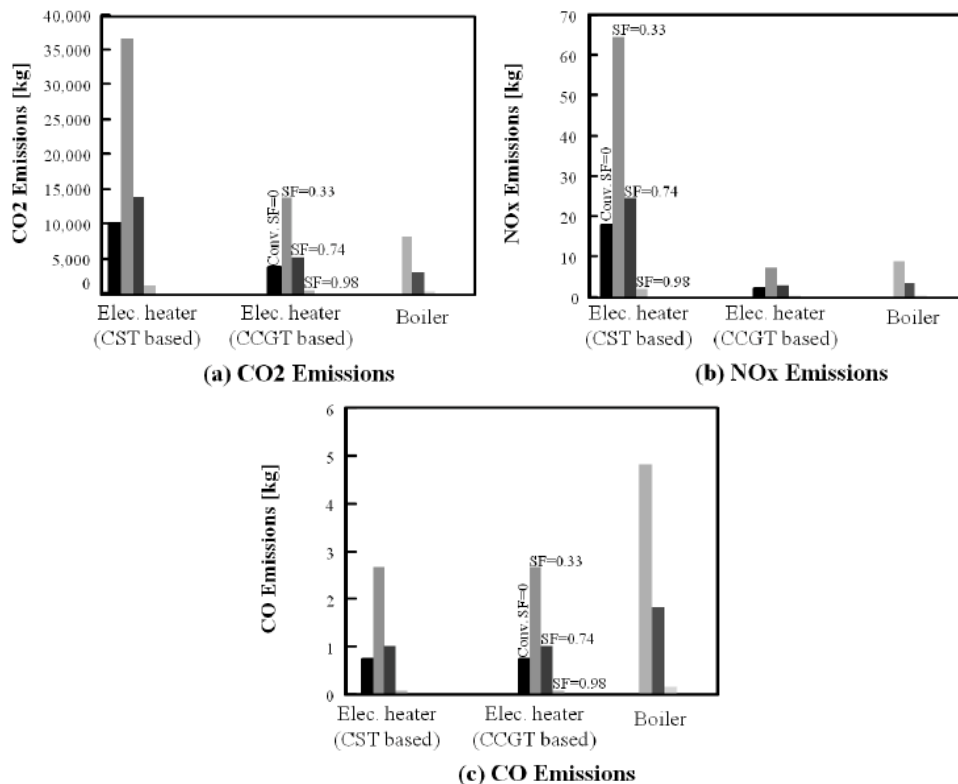 40,000
35,000
30,000
25,000
20,000
15,000
10,000
5,000
0
CO2 Emissions [kg]
Conv. SF=0
SF=0.33
SF=0.74
SF=0.98
Elec. heater
(CST based)
Elec. heater
(CCGT based)
Boiler
(a) CO2 Emissions
70
60
50
40
30
20
10
0
NOx Emissions [kg]
Conv. SF=0
SF=0.33
SF=0.74
SF=0.98
Elec. heater
(CST based)
Elec. heater
(CCGT based)
Boiler
(b) NOx Emissions
6
5
4
3
2
1
0
CO Emissions [kg]
Conv. SF=0
SF=0.33
SF=0.74
SF=0.98
Elec. heater
(CST based)
Elec. heater
(CCGT based)
Boiler
(c) CO Emissions